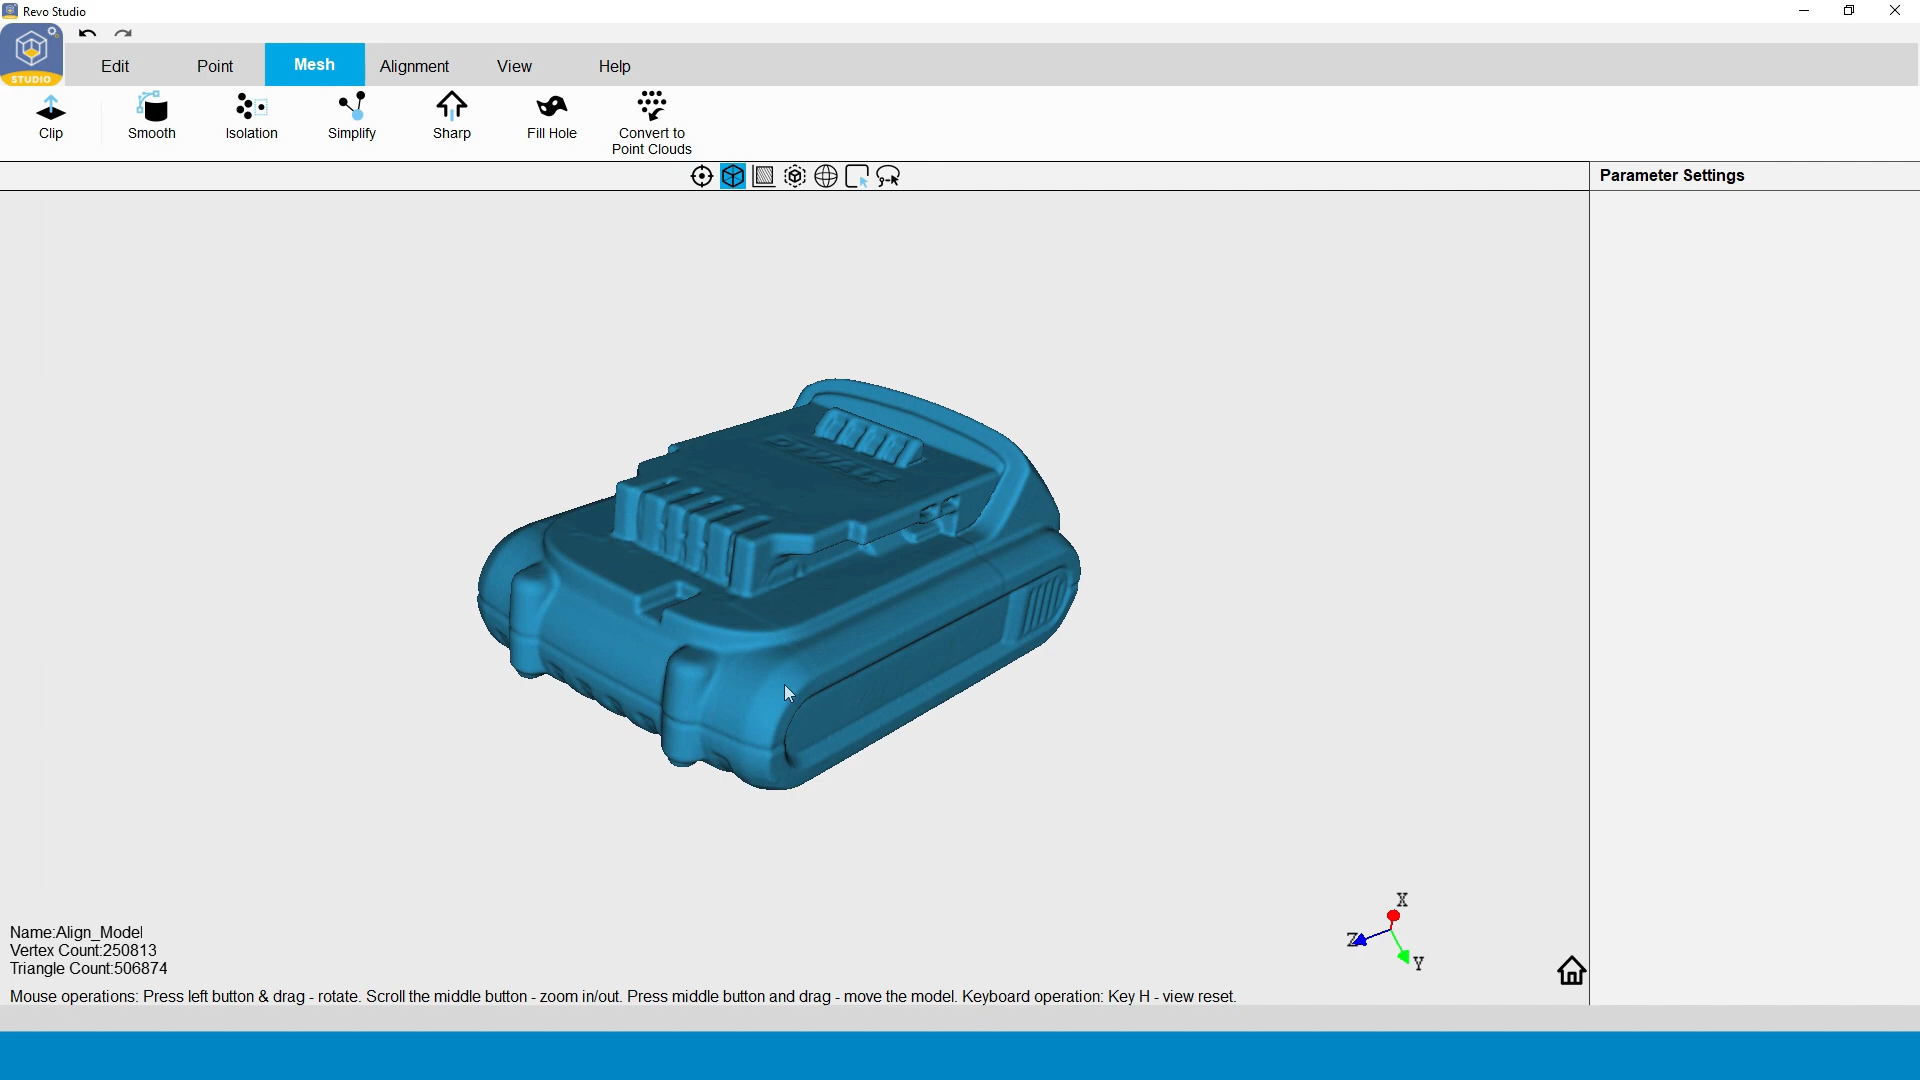 Revo Studio
STUDIO
Edit Point Mesh Alignment View Help
Clip Smooth Isolation Simplify Sharp Fill Hole Convert to
Point Clouds
Parameter Settings
DEWALT
X
Z
Y
Name:Align_Model
Vertex Count:250813
Triangle Count:506874
Mouse operations: Press left button & drag - rotate. Scroll the middle button - zoom in/out. Press middle button and drag - move the model. Keyboard operation: Key H - view reset.